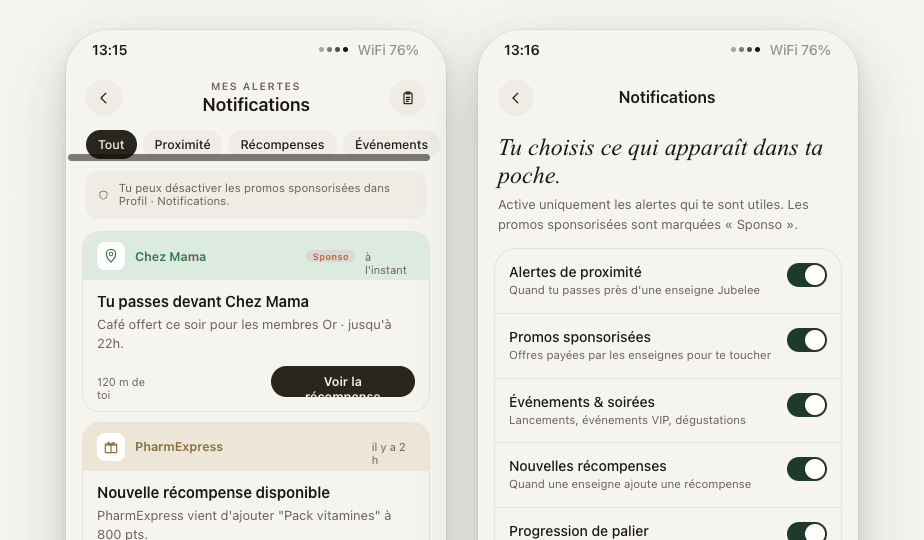 13:15
WiFi 76%
MES ALERTES
Notifications
Tout
Proximité
Récompenses
Événements
Tu peux désactiver les promos sponsorisées dans
Profil · Notifications.
Chez Mama
Sponso
à
l'instant
Tu passes devant Chez Mama
Café offert ce soir pour les membres Or · jusqu'à
22h.
120 m de
toi
Voir la
récompense
PharmExpress
il y a 2
h
Nouvelle récompense disponible
PharmExpress vient d'ajouter "Pack vitamines" à
800 pts.
13:16
WiFi 76%
Notifications
Tu choisis ce qui apparaît dans ta
poche.
Active uniquement les alertes qui te sont utiles. Les
promos sponsorisées sont marquées « Sponso ».
Alertes de proximité
Quand tu passes près d'une enseigne Jubelee
Promos sponsorisées
Offres payées par les enseignes pour te toucher
Événements & soirées
Lancements, événements VIP, dégustations
Nouvelles récompenses
Quand une enseigne ajoute une récompense
Progression de palier